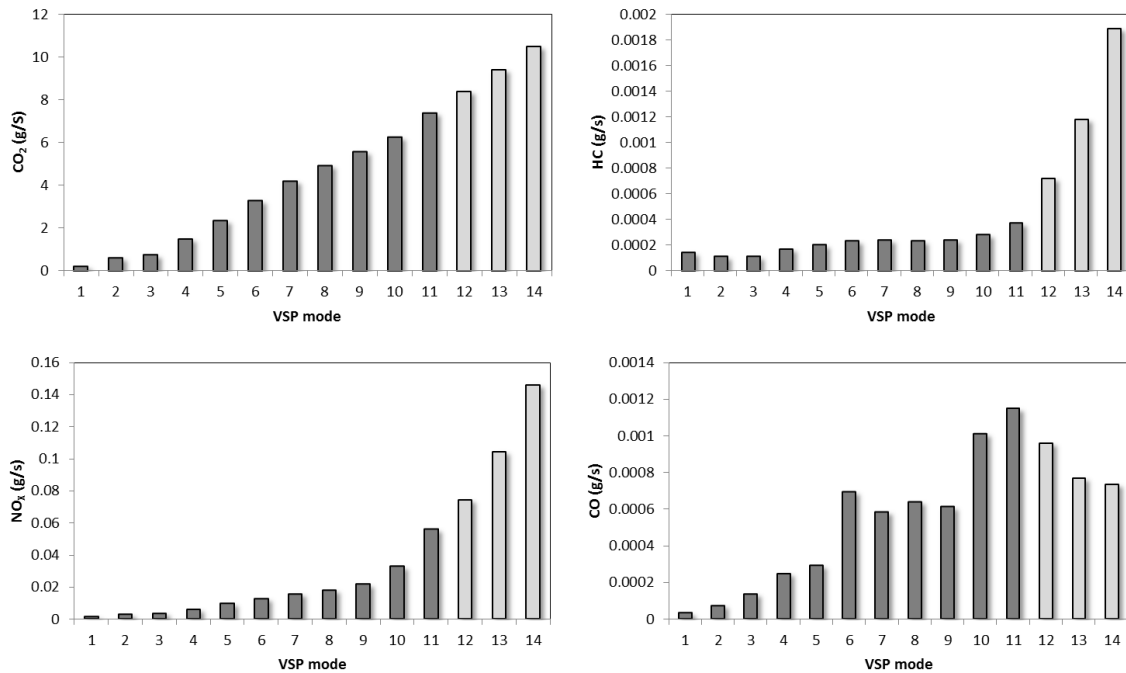 12
10
8
6
4
2
0
CO₂ (g/s)
1 2 3 4 5 6 7 8 9 10 11 12 13 14
VSP mode
0.002
0.0018
0.0016
0.0014
0.0012
0.001
0.0008
0.0006
0.0004
0.0002
0
HC (g/s)
1 2 3 4 5 6 7 8 9 10 11 12 13 14
VSP mode
0.16
0.14
0.12
0.1
0.08
0.06
0.04
0.02
0
NOₓ (g/s)
1 2 3 4 5 6 7 8 9 10 11 12 13 14
VSP mode
0.0014
0.0012
0.001
0.0008
0.0006
0.0004
0.0002
0
CO (g/s)
1 2 3 4 5 6 7 8 9 10 11 12 13 14
VSP mode